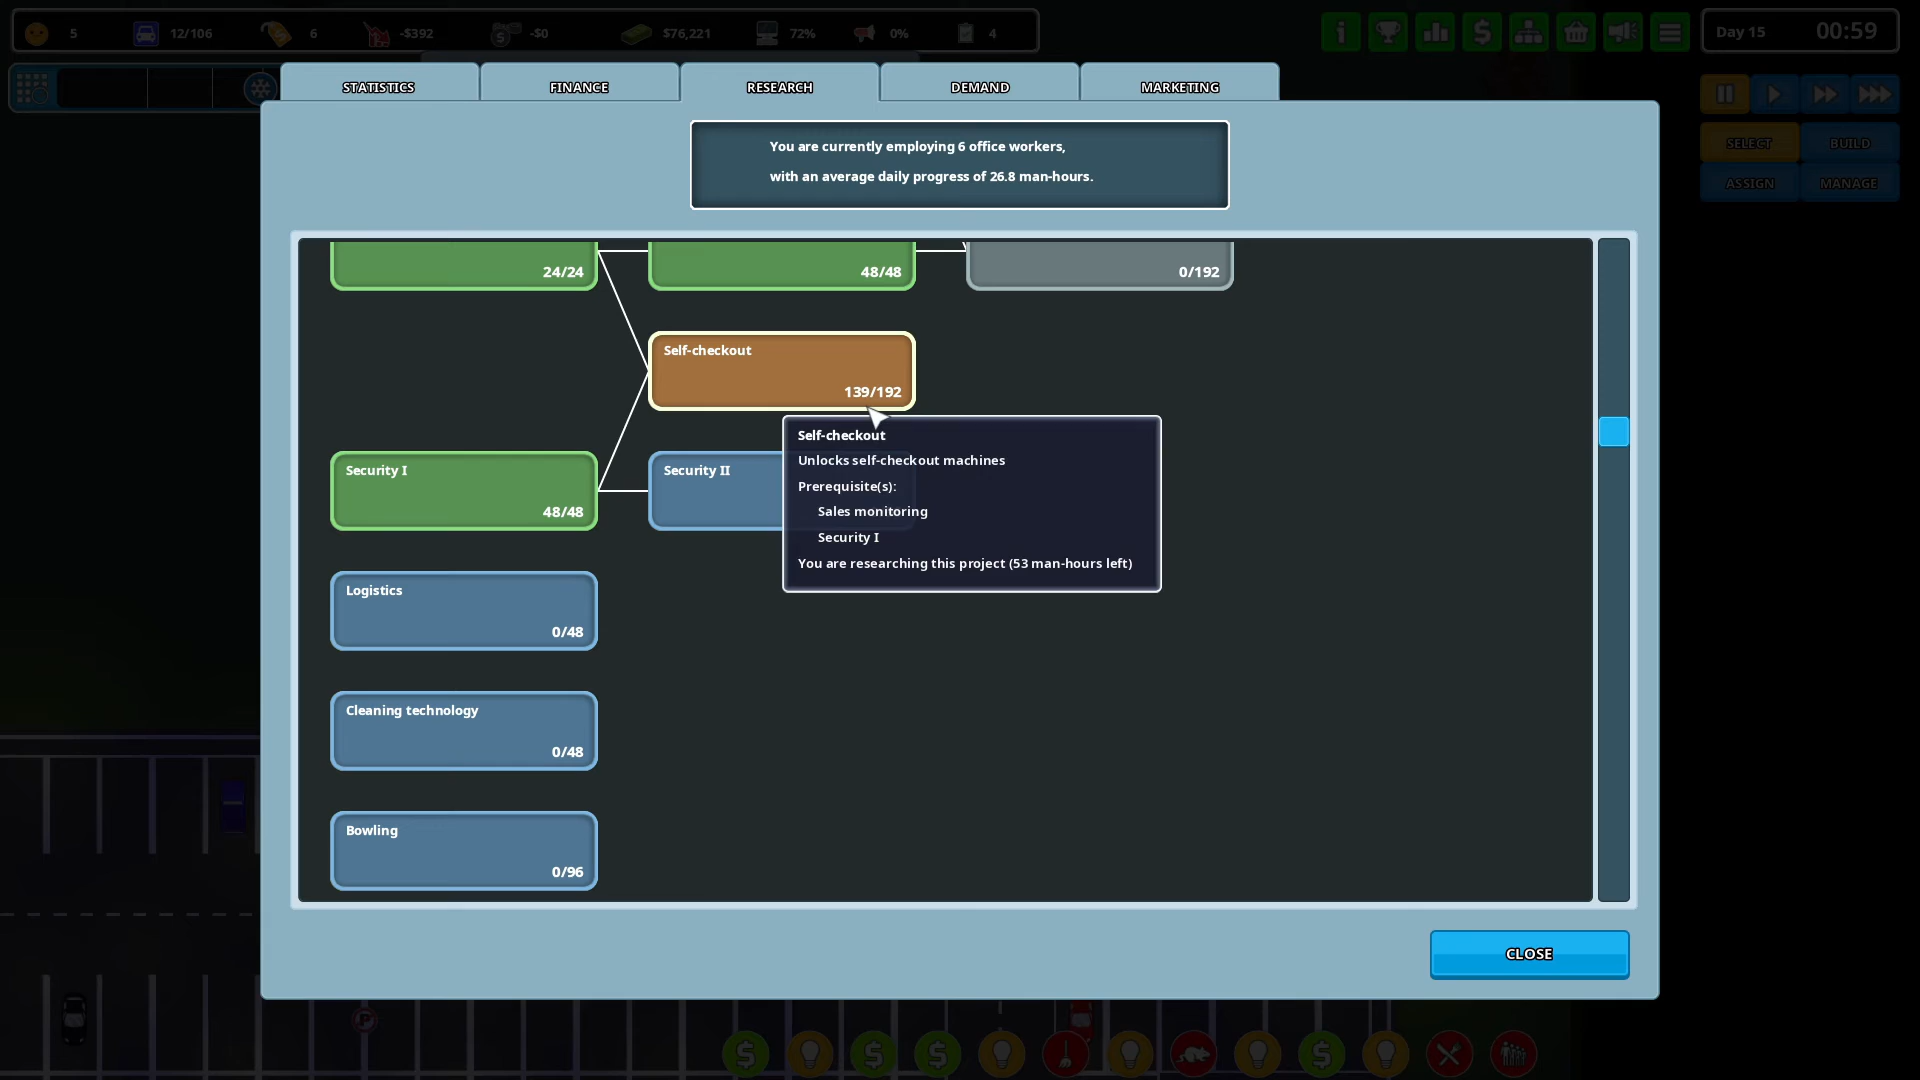 5
12/106
6
-$392
-$0
$76,221
72%
0%
4
Day 15
00:59
STATISTICS
FINANCE
RESEARCH
DEMAND
MARKETING
SELECT
BUILD
ASSIGN
MANAGE
You are currently employing 6 office workers,
with an average daily progress of 26.8 man-hours.
24/24
48/48
0/192
Self-checkout
139/192
Self-checkout
Unlocks self-checkout machines
Prerequisite(s):
Sales monitoring
Security I
You are researching this project (53 man-hours left)
Security I
48/48
Security II
Logistics
0/48
Cleaning technology
0/48
Bowling
0/96
CLOSE